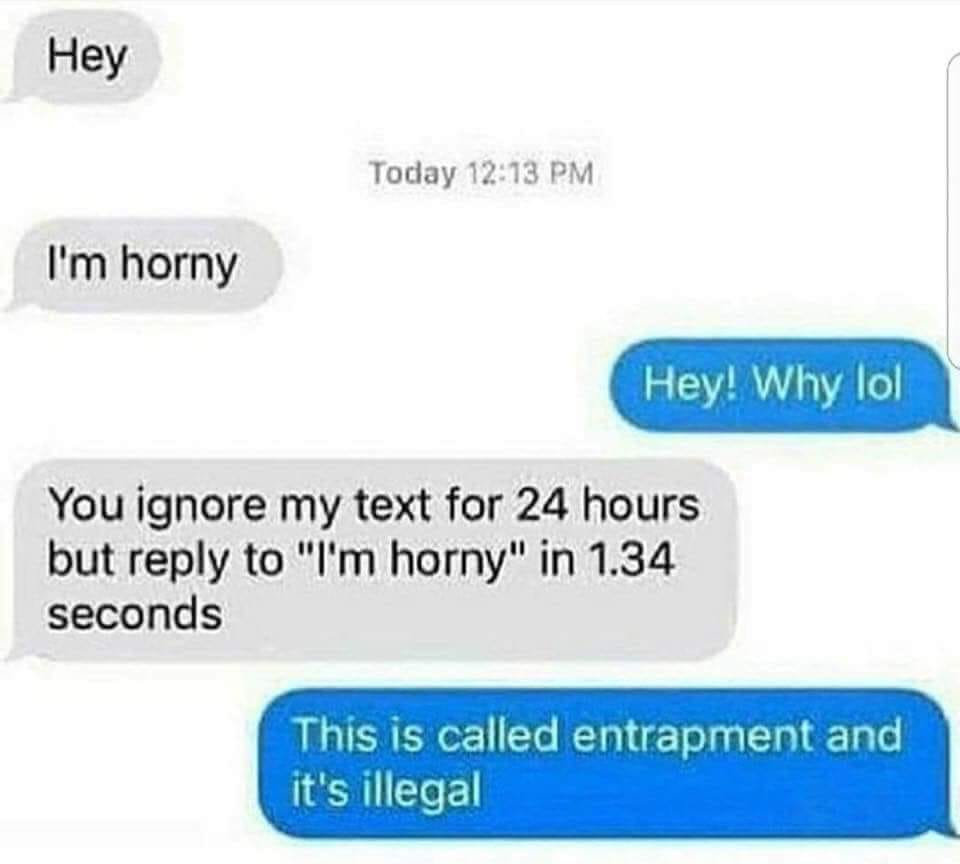 Hey
Today 12:13 PM
I'm horny
Hey! Why lol
You ignore my text for 24 hours
but reply to "I'm horny" in 1.34
seconds
This is called entrapment and
it's illegal